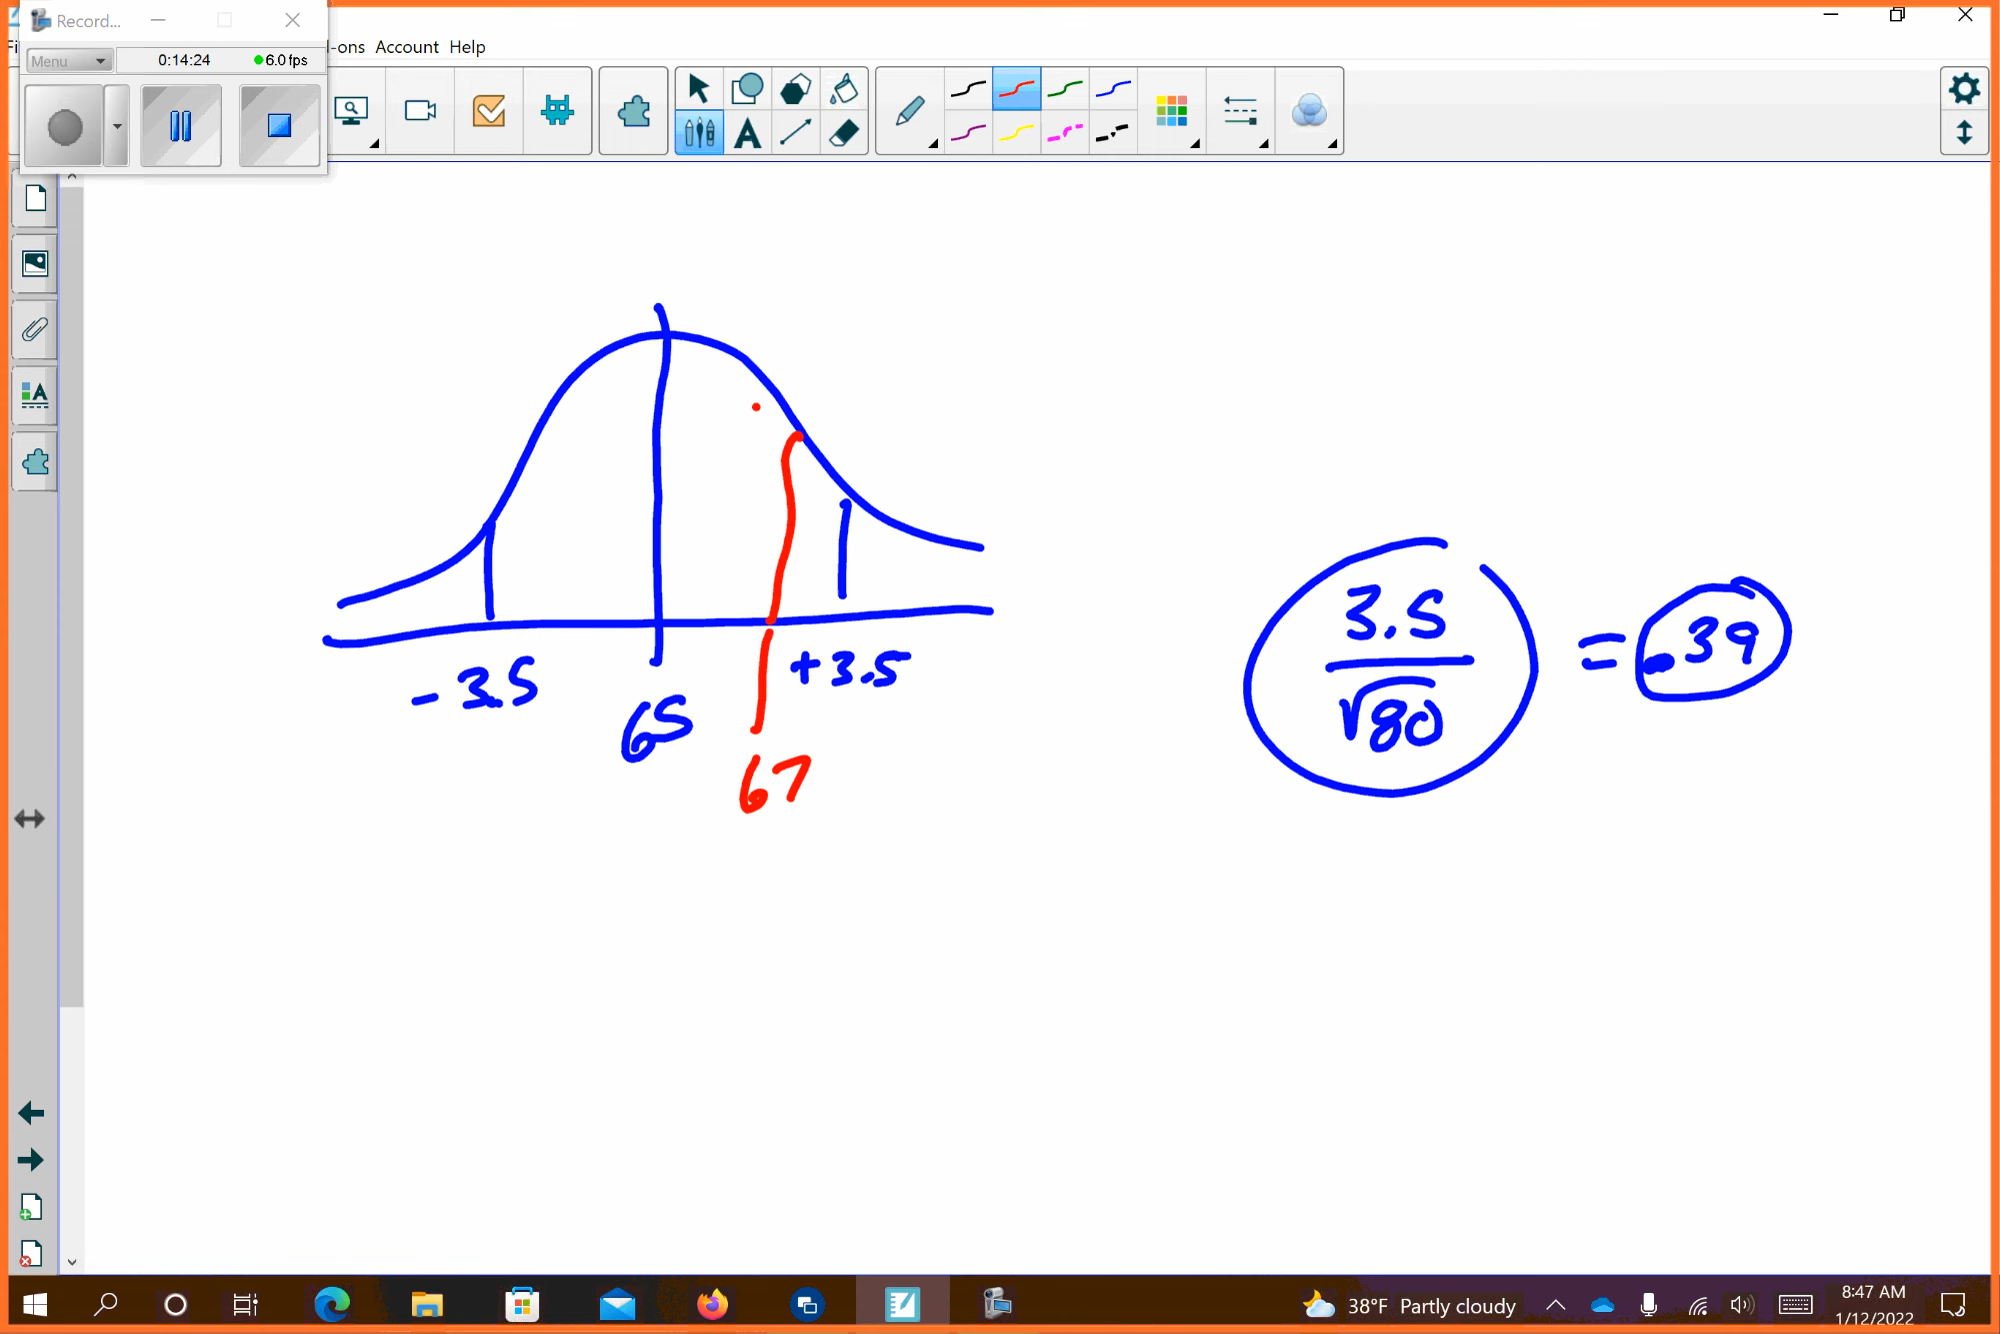 Record...
Menu 0:14:24 6.0 fps
-ons Account Help
A
A
-3.5 65 +3.5
67
3.5
√80
= .39
38°F Partly cloudy
8:47 AM
1/12/2022